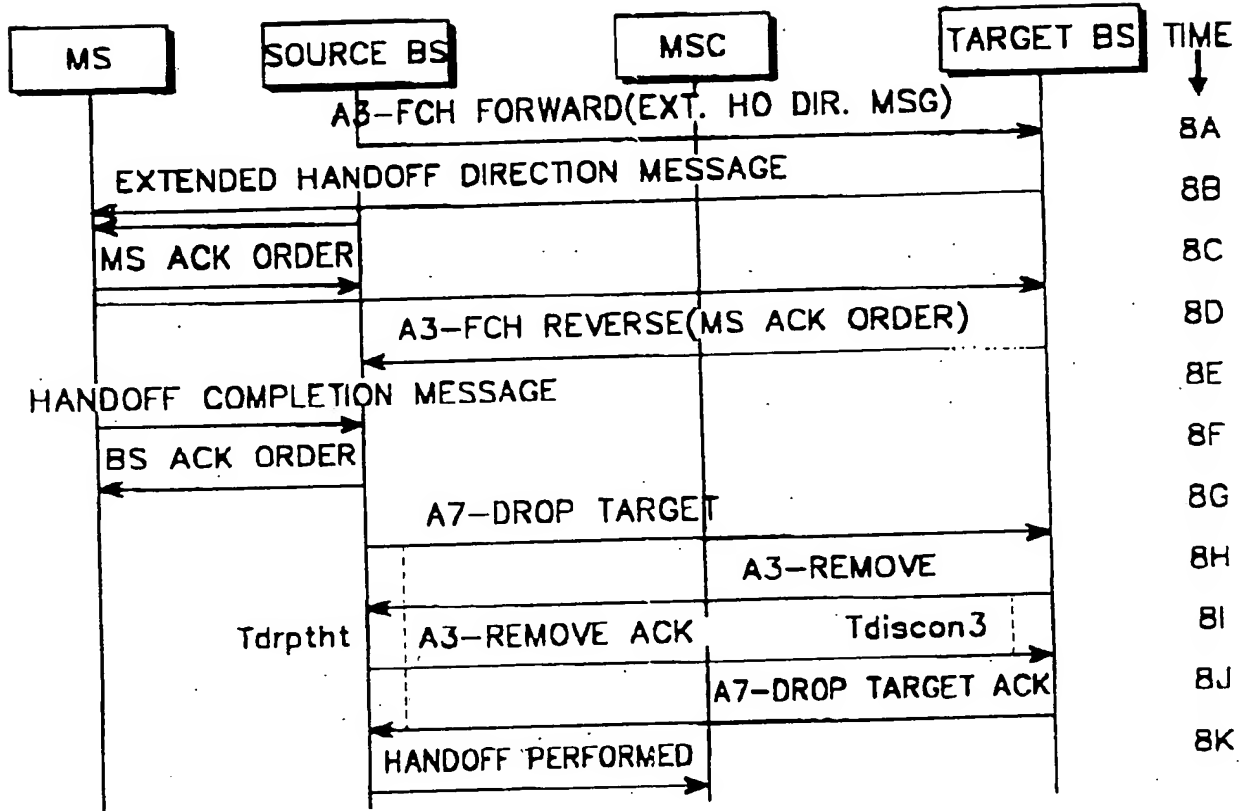 MS
SOURCE BS
MSC
TARGET BS
TIME
A3-FCH FORWARD(EXT. HO DIR. MSG)
8A
EXTENDED HANDOFF DIRECTION MESSAGE
8B
MS ACK ORDER
8C
A3-FCH REVERSE(MS ACK ORDER)
8D
HANDOFF COMPLETION MESSAGE
8E
BS ACK ORDER
8F
A7-DROP TARGET
8G
A3-REMOVE
8H
Tdrptht
A3-REMOVE ACK
Tdiscon3
8I
A7-DROP TARGET ACK
8J
HANDOFF PERFORMED
8K